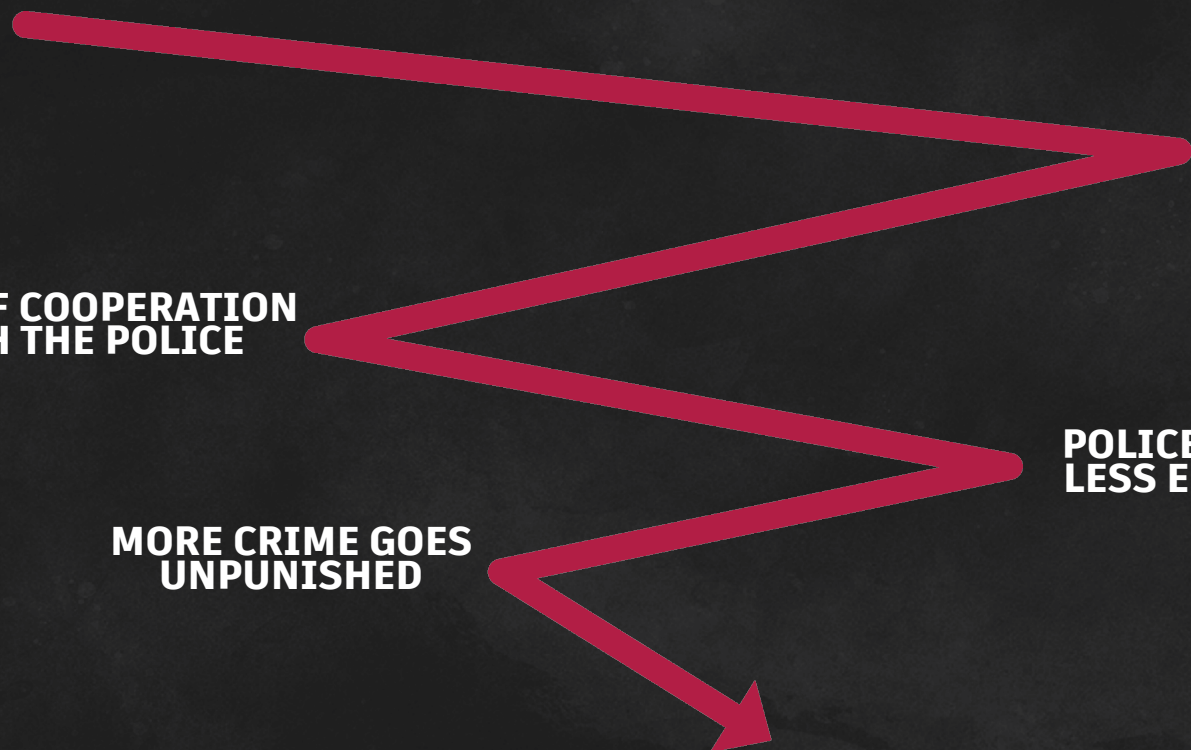 F COOPERATION
H THE POLICE
POLICE
LESS E
MORE CRIME GOES
UNPUNISHED